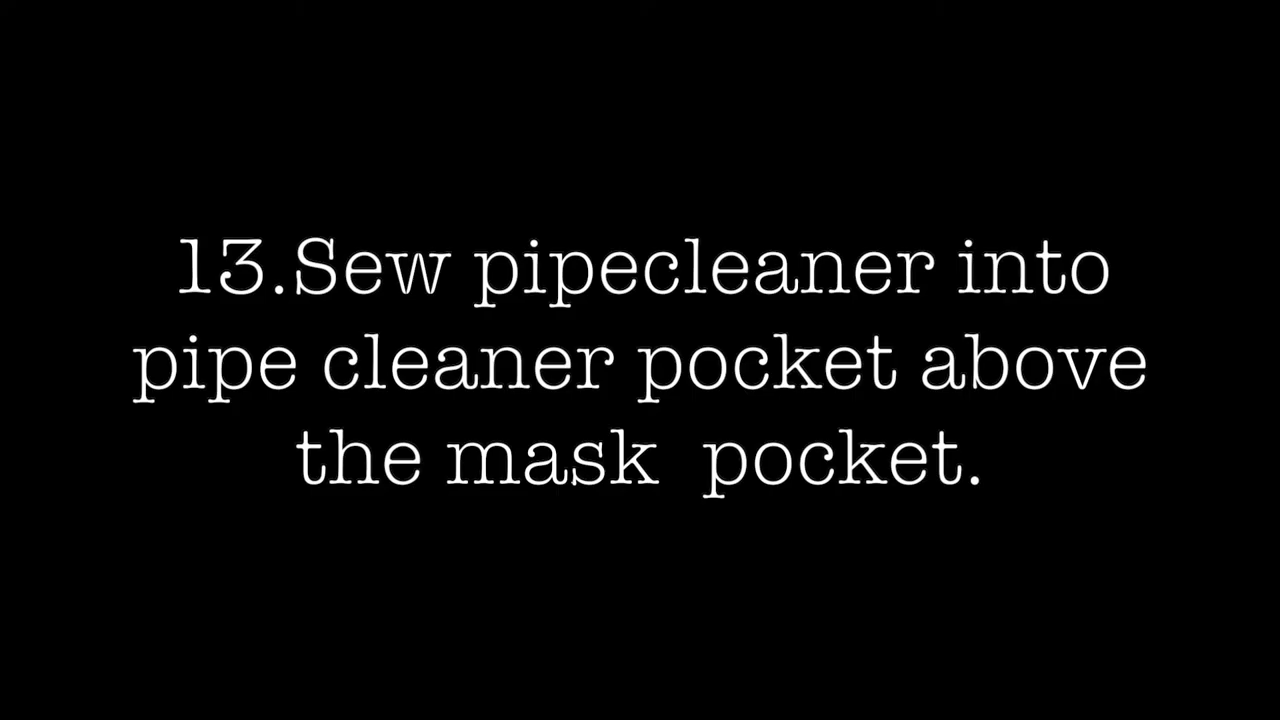 13.Sew pipecleaner into
pipe cleaner pocket above
the mask  pocket.